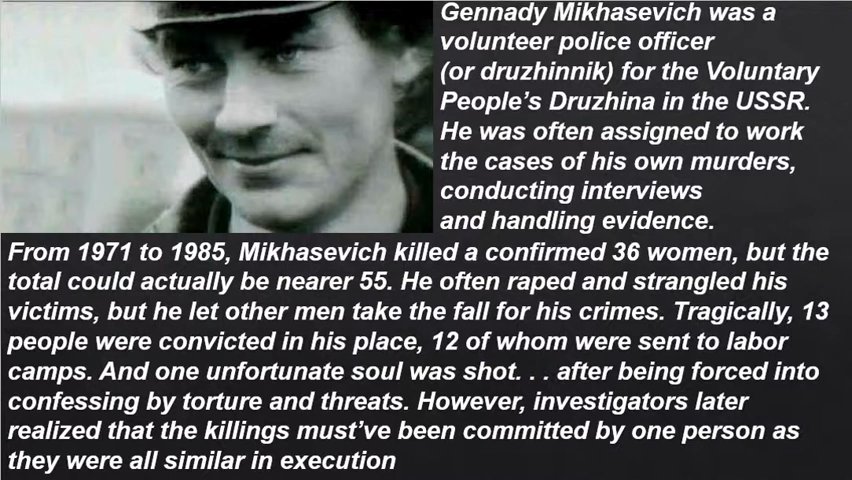 Gennady Mikhasevich was a
volunteer police officer
(or druzhinnik) for the Voluntary
People’s Druzhina in the USSR.
He was often assigned to work
the cases of his own murders,
conducting interviews
and handling evidence.
From 1971 to 1985, Mikhasevich killed a confirmed 36 women, but the
total could actually be nearer 55. He often raped and strangled his
victims, but he let other men take the fall for his crimes. Tragically, 13
people were convicted in his place, 12 of whom were sent to labor
camps. And one unfortunate soul was shot. . . after being forced into
confessing by torture and threats. However, investigators later
realized that the killings must’ve been committed by one person as
they were all similar in execution